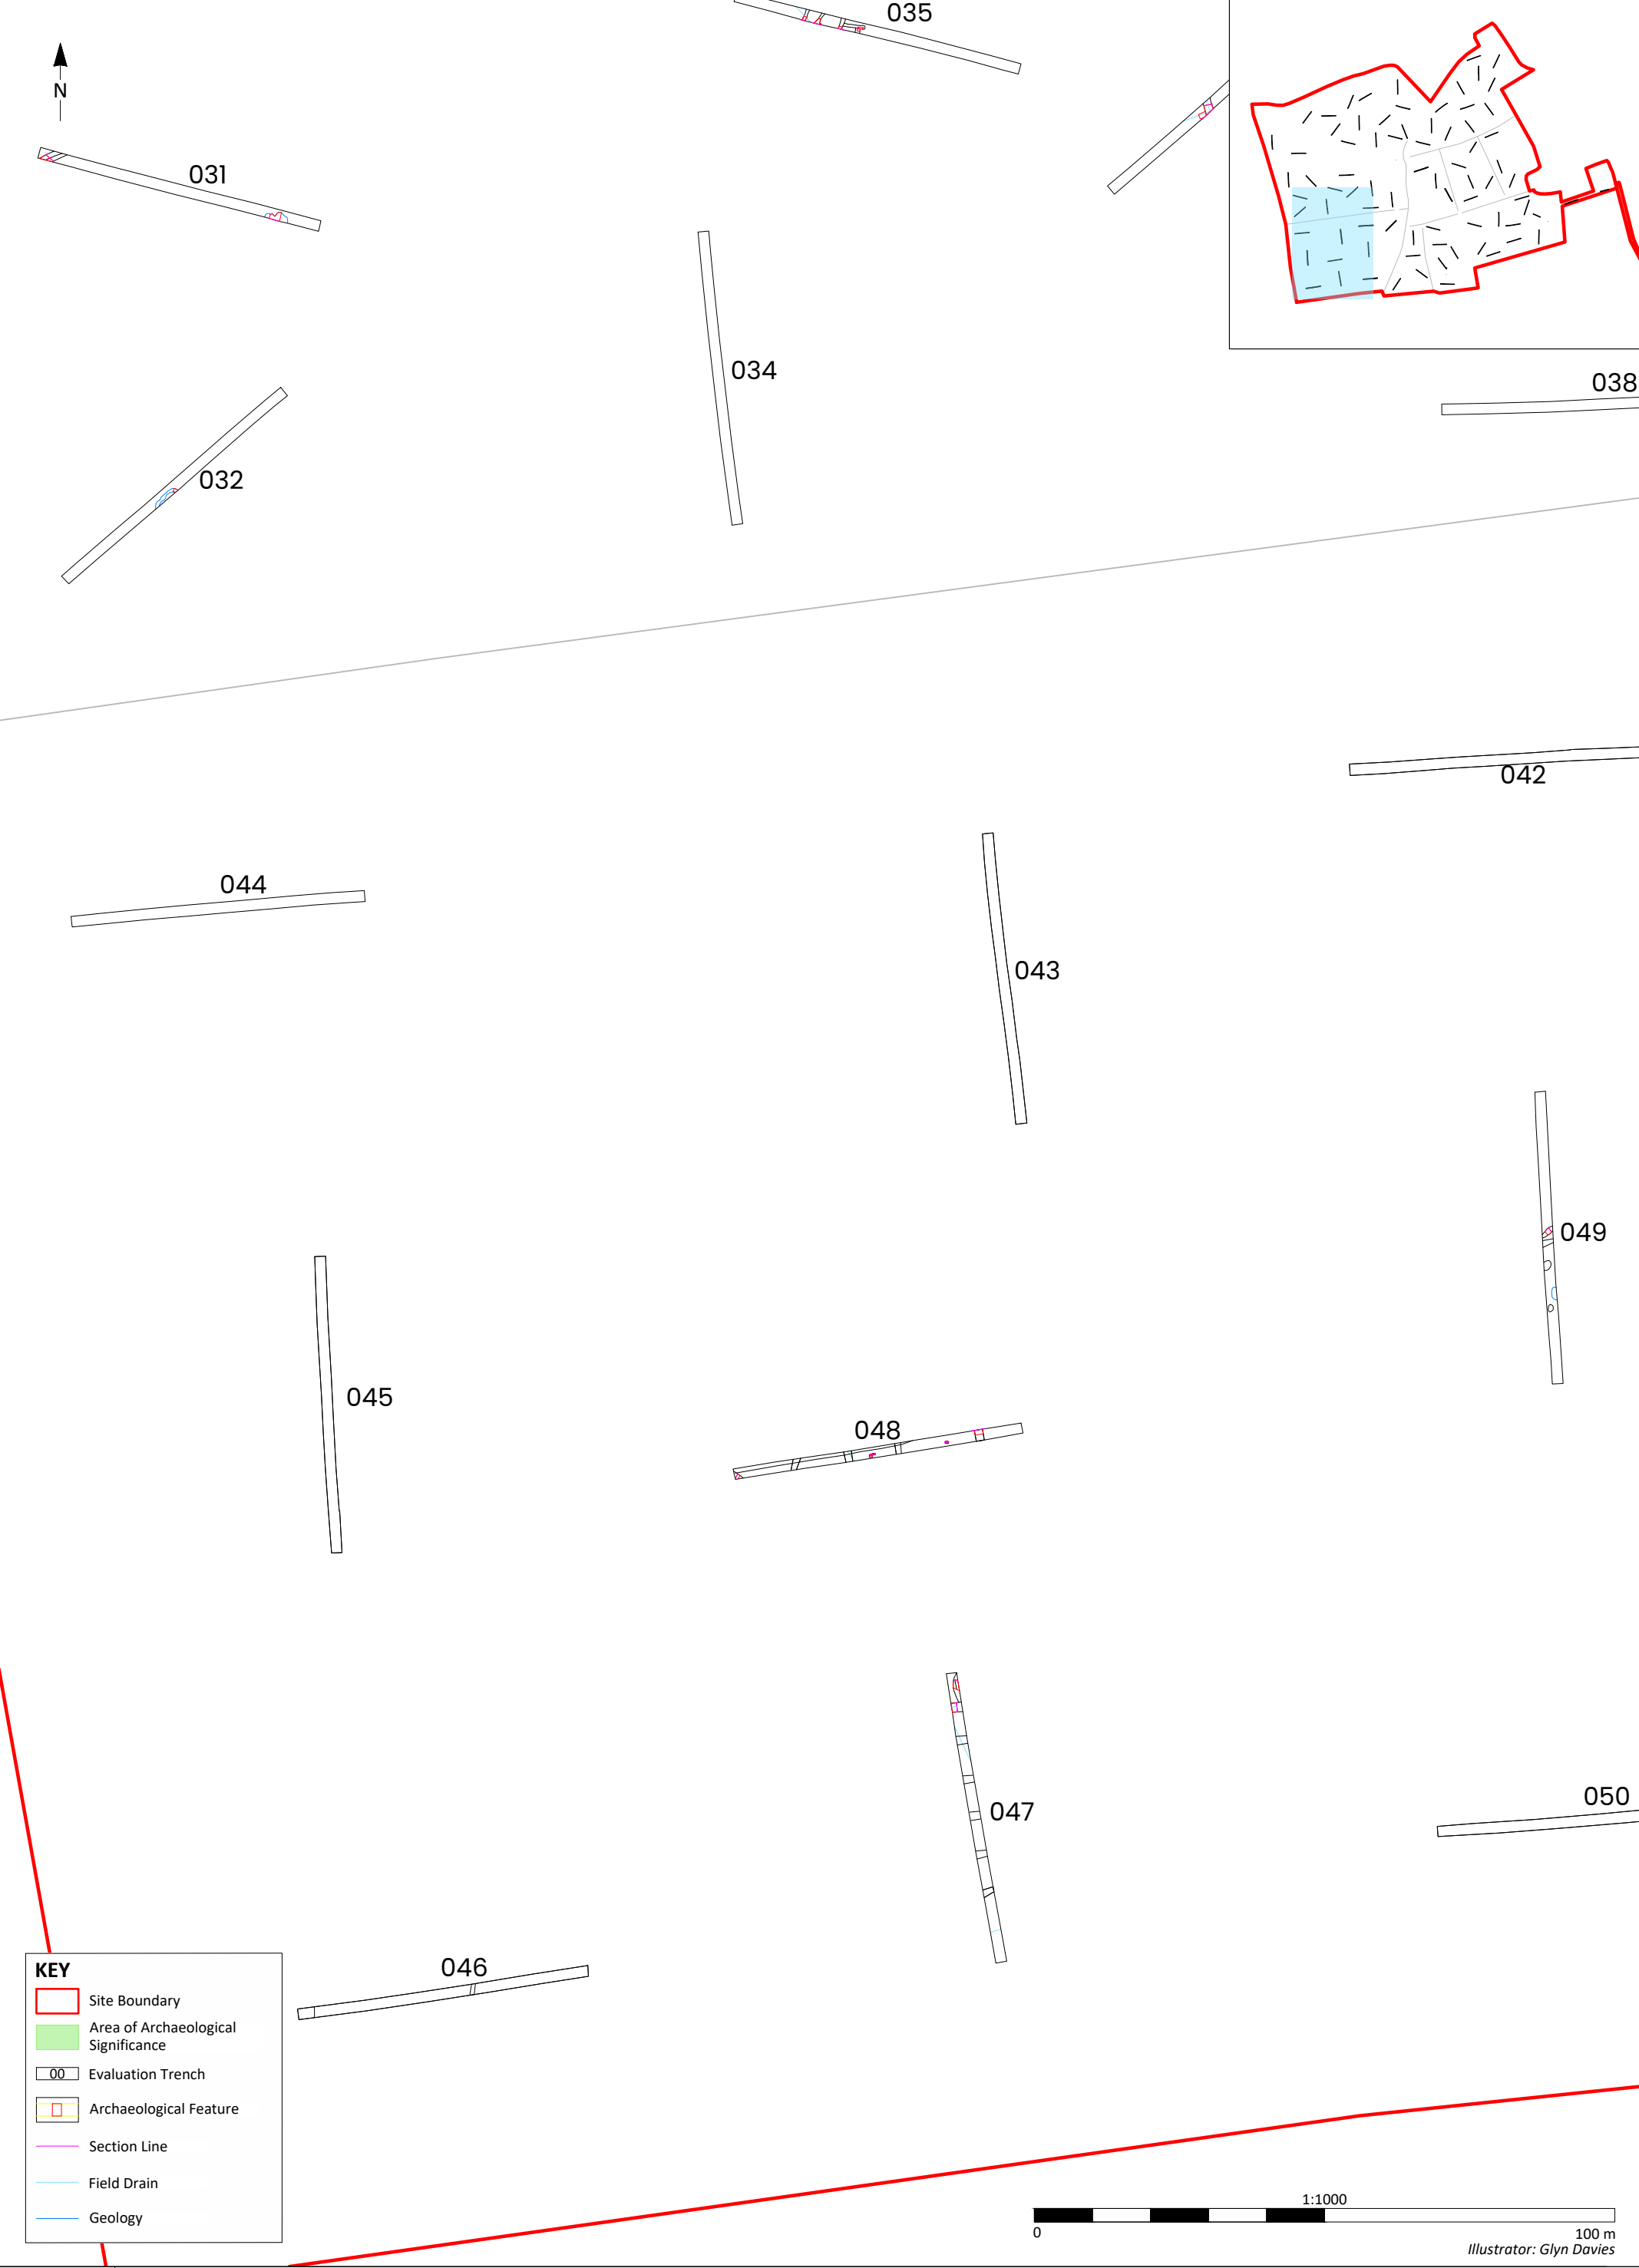 035
N
031
034
038
032
042
044
043
049
045
048
047
050
046
KEY
Site Boundary
Area of Archaeological
Significance
00 Evaluation Trench
Archaeological Feature
Section Line
Field Drain
Geology
1:1000
0 100 m
Illustrator: Glyn Davies